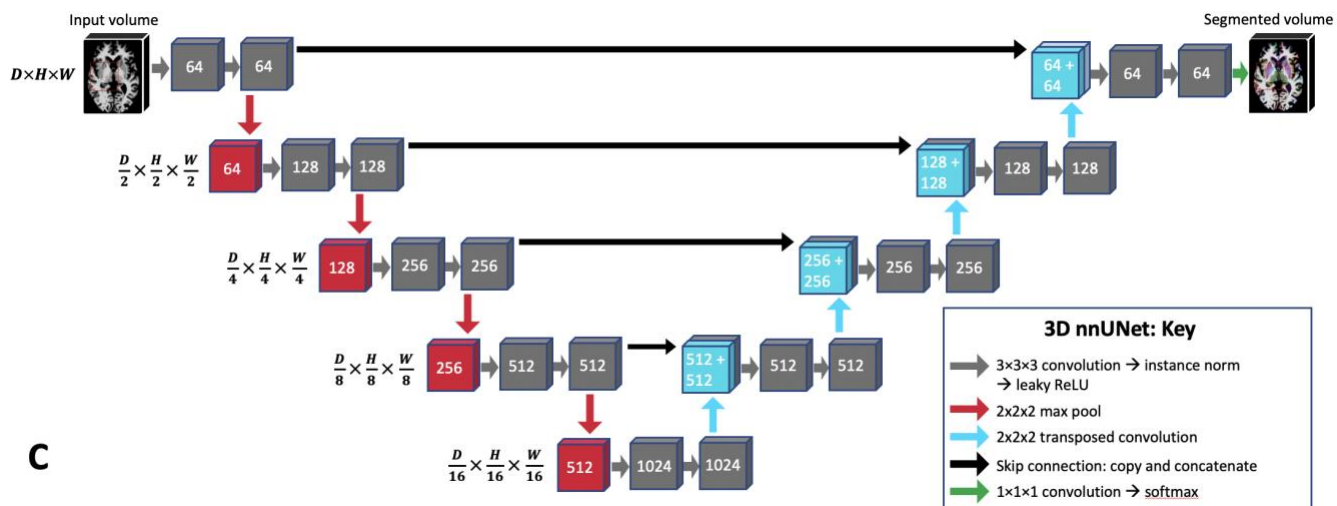 Input volume
Segmented volume
D×H×W
64
64
64 +
64
64
64
D/2 × H/2 × W/2
64
128
128
128 +
128
128
128
D/4 × H/4 × W/4
128
256
256
256 +
256
256
256
D/8 × H/8 × W/8
256
512
512
512 +
512
512
512
D/16 × H/16 × W/16
512
1024
1024
C
3D nnUNet: Key
3×3×3 convolution → instance norm
→ leaky ReLU
2x2x2 max pool
2x2x2 transposed convolution
Skip connection: copy and concatenate
1×1×1 convolution → softmax